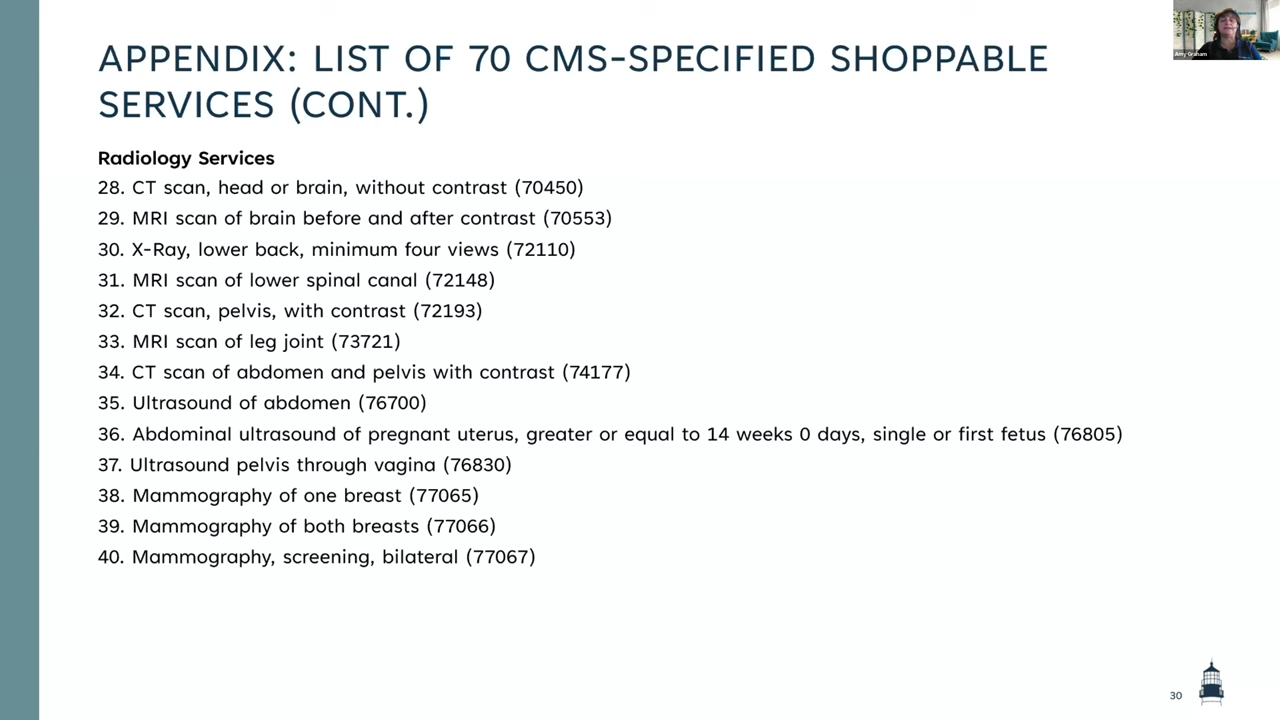 APPENDIX: LIST OF 70 CMS-SPECIFIED SHOPPABLE
SERVICES (CONT.)
Radiology Services
28. CT scan, head or brain, without contrast (70450)
29. MRI scan of brain before and after contrast (70553)
30. X-Ray, lower back, minimum four views (72110)
31. MRI scan of lower spinal canal (72148)
32. CT scan, pelvis, with contrast (72193)
33. MRI scan of leg joint (73721)
34. CT scan of abdomen and pelvis with contrast (74177)
35. Ultrasound of abdomen (76700)
36. Abdominal ultrasound of pregnant uterus, greater or equal to 14 weeks 0 days, single or first fetus (76805)
37. Ultrasound pelvis through vagina (76830)
38. Mammography of one breast (77065)
39. Mammography of both breasts (77066)
40. Mammography, screening, bilateral (77067)
Amy Graham
30